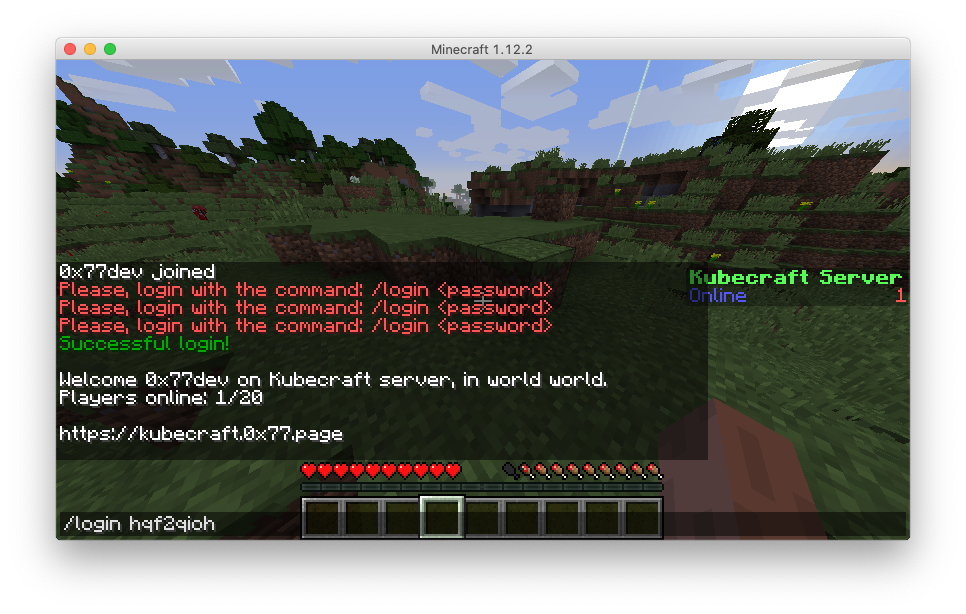 Minecraft 1.12.2
0x77dev joined
Please, login with the command: /login <password>
Please, login with the command: /login <password>
Please, login with the command: /login <password>
Successful login!
Welcome 0x77dev on Kubecraft server, in world world.
Players online: 1/20
https://kubecraft.0x77.page
Kubecraft Server
Online 1
/login hqf2qioh